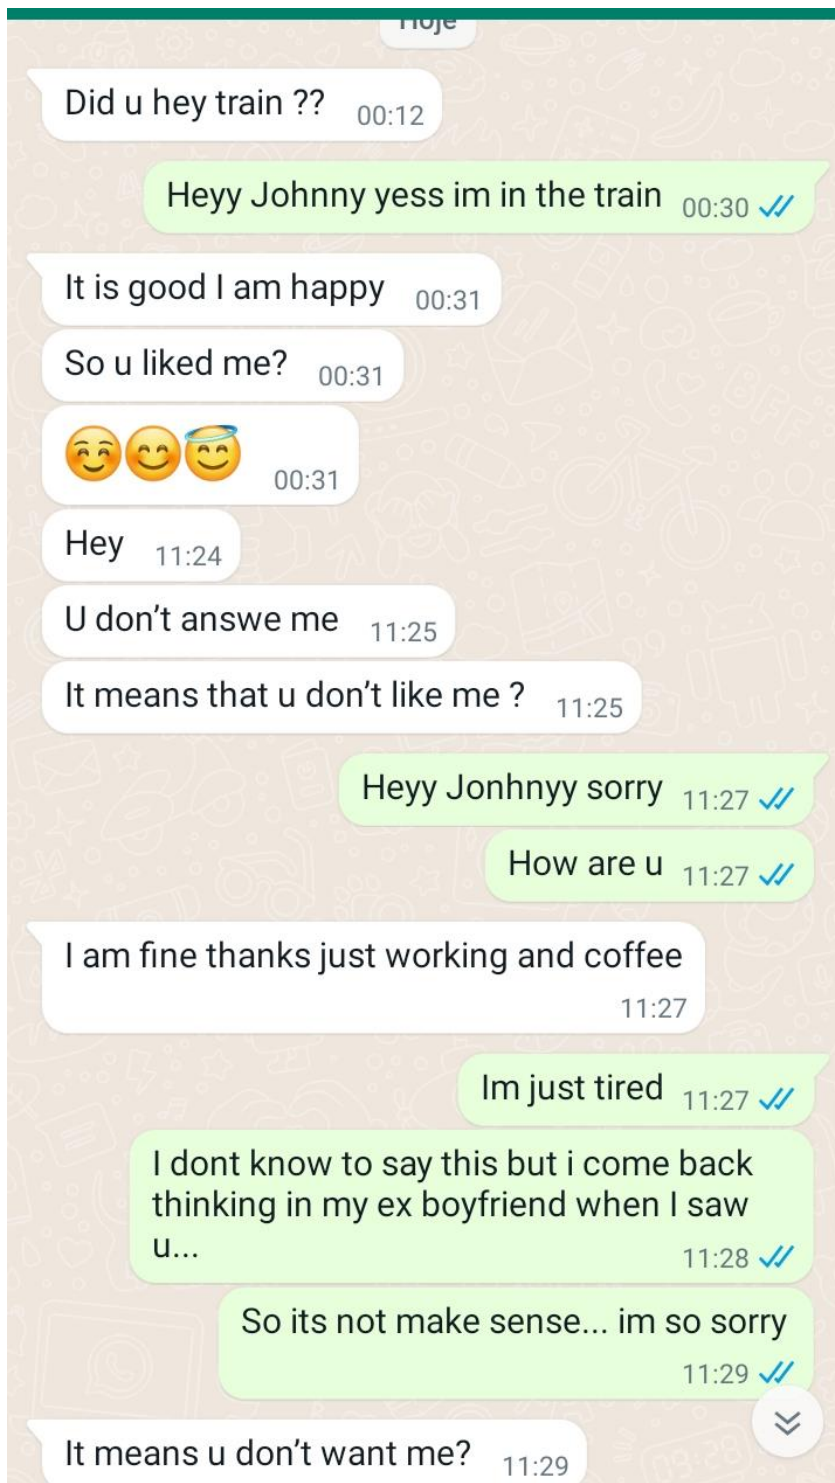 Hoje
Did u hey train ?? 00:12
Heyy Johnny yess im in the train 00:30
It is good I am happy 00:31
So u liked me? 00:31
☺️😊😇 00:31
Hey 11:24
U don't answe me 11:25
It means that u don't like me ? 11:25
Heyy Jonhnyy sorry 11:27
How are u 11:27
I am fine thanks just working and coffee
11:27
Im just tired 11:27
I dont know to say this but i come back
thinking in my ex boyfriend when I saw
u... 11:28
So its not make sense... im so sorry
11:29
It means u don't want me? 11:29